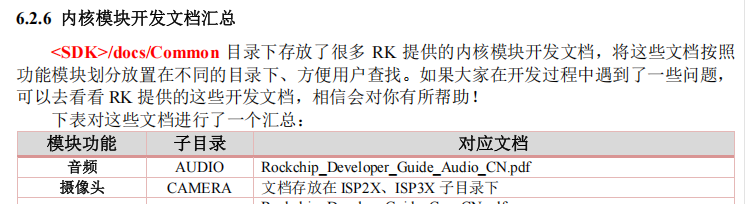 6.2.6 内核模块开发文档汇总
<SDK>/docs/Common 目录下存放了很多 RK 提供的内核模块开发文档，将这些文档按照
功能模块划分放置在不同的目录下、方便用户查找。如果大家在开发过程中遇到了一些问题，
可以去看看 RK 提供的这些开发文档，相信会对你有所帮助！
下表对这些文档进行了一个汇总：
模块功能 子目录 对应文档
音频 AUDIO Rockchip_Developer_Guide_Audio_CN.pdf
摄像头 CAMERA 文档存放在 ISP2X、ISP3X 子目录下